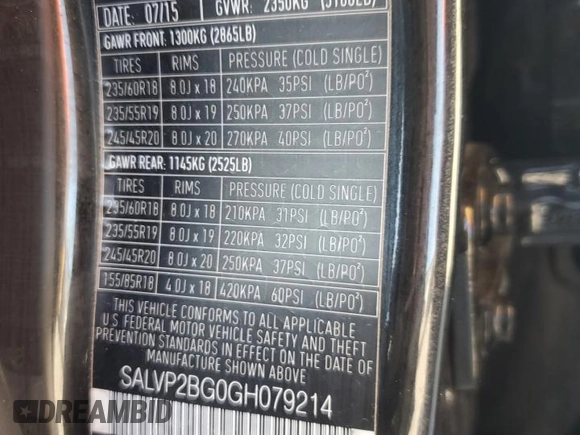 DATE: 07/15 GVWR: 2350KG (5180LB)
GAWR FRONT: 1300KG (2865LB)
TIRES RIMS PRESSURE (COLD SINGLE)
235/60R18 8.0J x 18 240KPA 35PSI (LB/PO²)
235/55R19 8.0J x 19 250KPA 37PSI (LB/PO²)
245/45R20 8.0J x 20 270KPA 40PSI (LB/PO²)
GAWR REAR: 1145KG (2525LB)
TIRES RIMS PRESSURE (COLD SINGLE)
235/60R18 8.0J x 18 210KPA 31PSI (LB/PO²)
235/55R19 8.0J x 19 220KPA 32PSI (LB/PO²)
245/45R20 8.0J x 20 250KPA 37PSI (LB/PO²)
155/85R18 4.0J x 18 420KPA 60PSI (LB/PO²)
THIS VEHICLE CONFORMS TO ALL APPLICABLE
U.S. FEDERAL MOTOR VEHICLE SAFETY AND THEFT
PREVENTION STANDARDS IN EFFECT ON THE DATE
OF MANUFACTURE SHOWN ABOVE
SALVP2BG0GH079214
DREAMBID